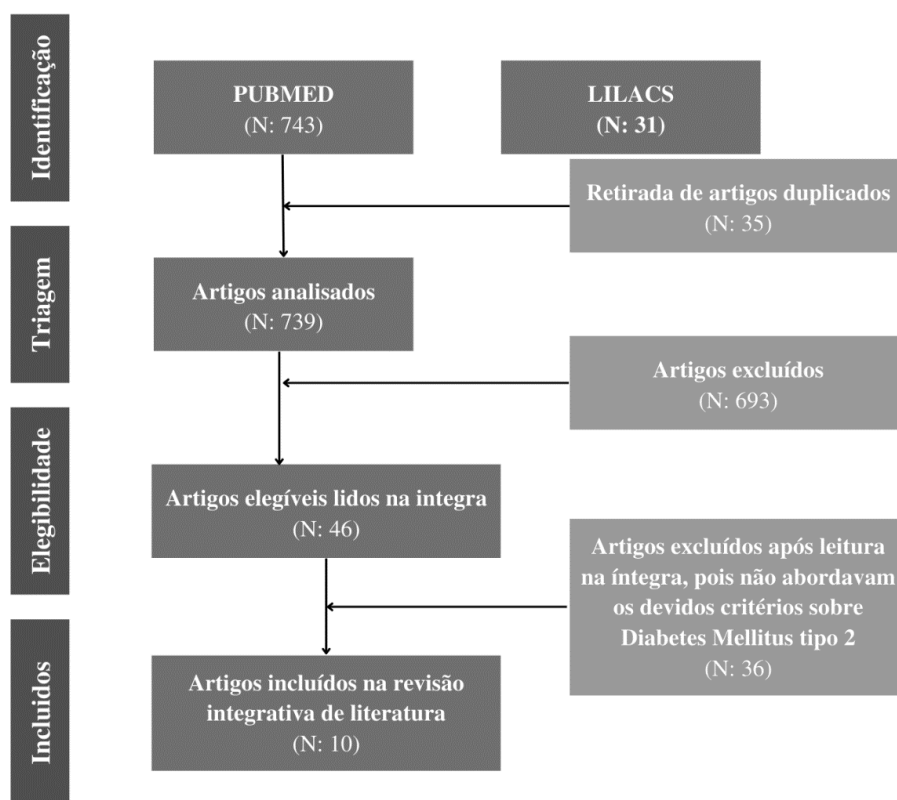 Identificação
PUBMED
(N: 743)
LILACS
(N: 31)
Retirada de artigos duplicados
(N: 35)
Triagem
Artigos analisados
(N: 739)
Artigos excluídos
(N: 693)
Elegibilidade
Artigos elegíveis lidos na integra
(N: 46)
Artigos excluídos após leitura
na íntegra, pois não abordavam
os devidos critérios sobre
Diabetes Mellitus tipo 2
(N: 36)
Incluidos
Artigos incluídos na revisão
integrativa de literatura
(N: 10)